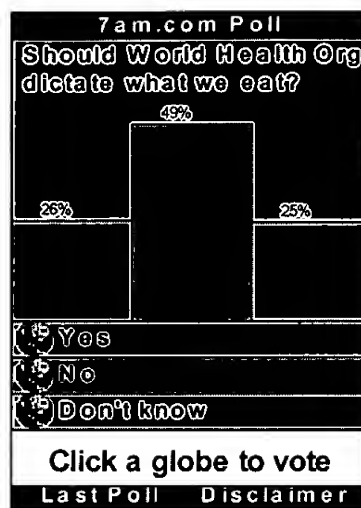 7am.com Poll
Should World Health Org
dictate what we eat?
49%
26%
25%
Yes
No
Don't know
Click a globe to vote
Last Poll Disclaimer